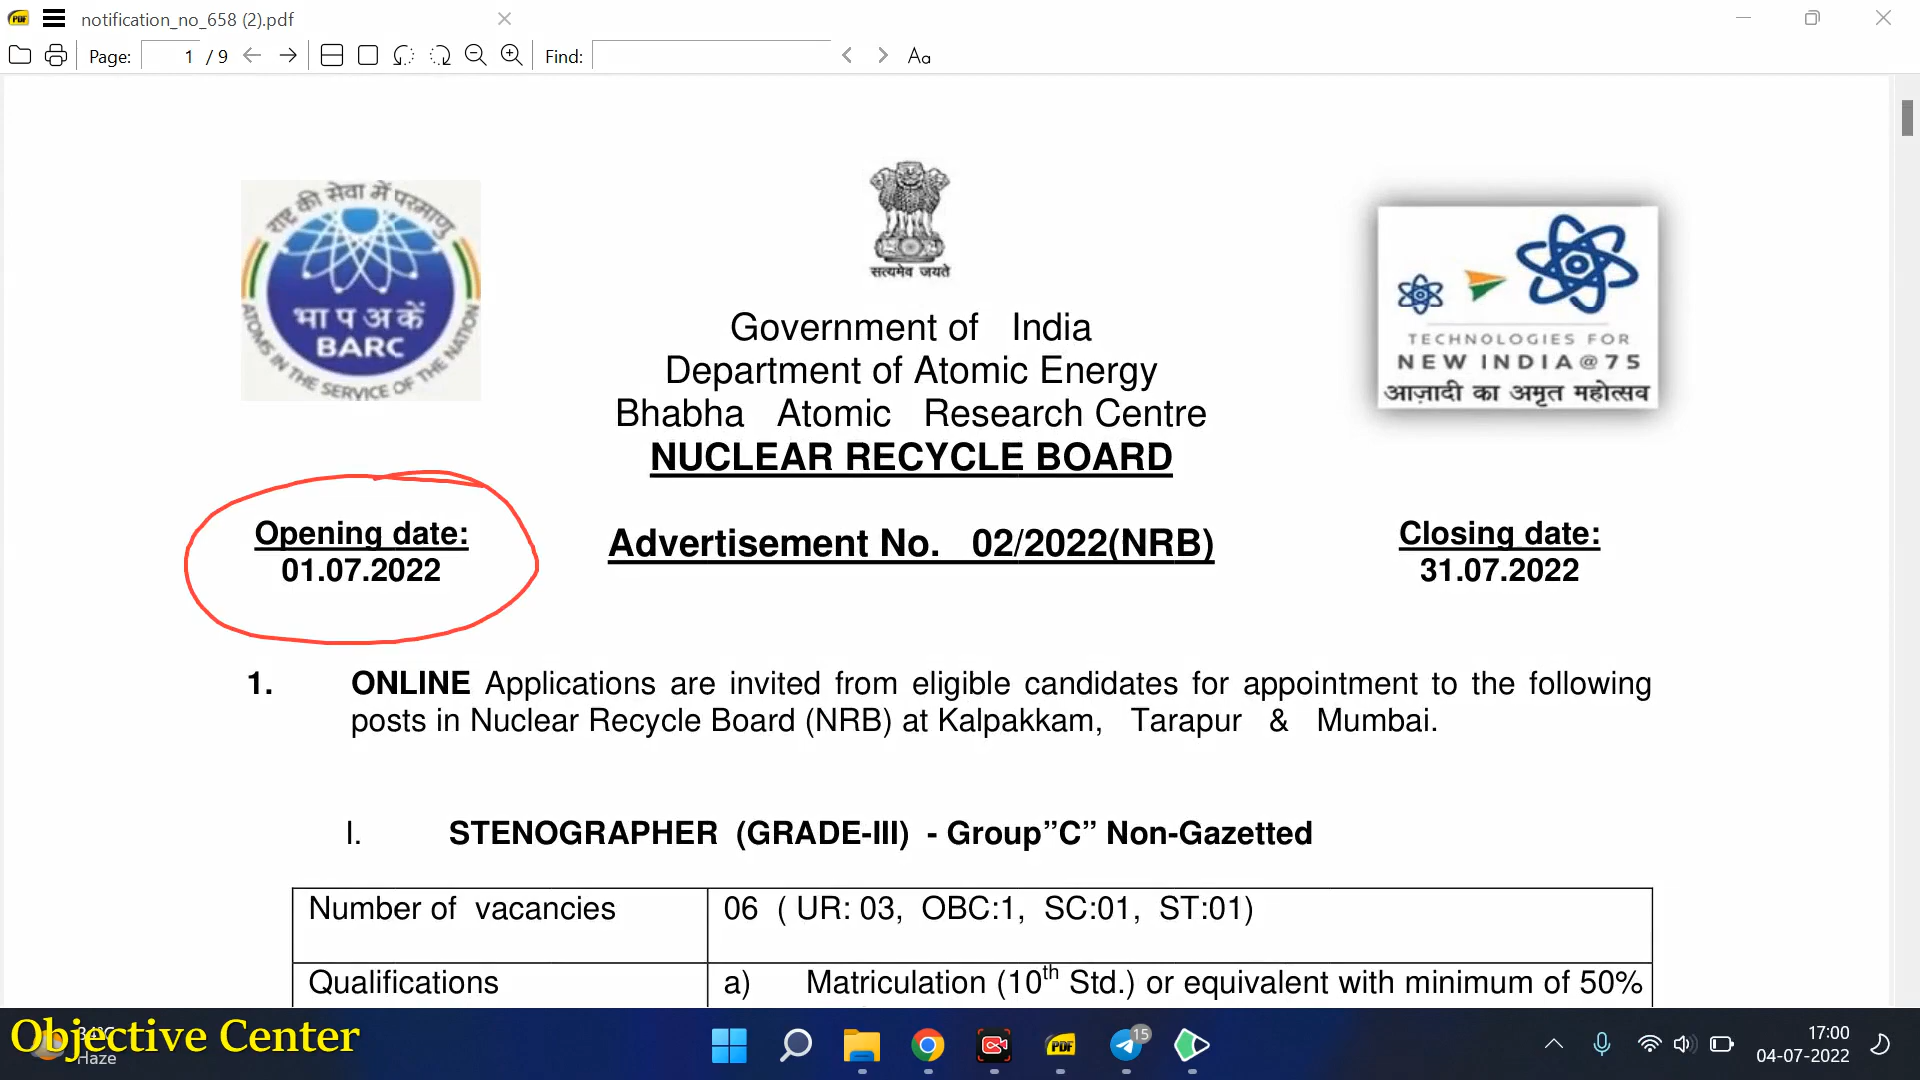 notification_no_658 (2).pdf
Page: 1 / 9 Find: Aa
राष्ट्र की सेवा में परमाणु
भा प अ कें
BARC
ATOMS IN THE SERVICE OF THE NATION
सत्यमेव जयते
TECHNOLOGIES FOR
NEW INDIA@75
आज़ादी का अमृत महोत्सव
Government of India
Department of Atomic Energy
Bhabha Atomic Research Centre
NUCLEAR RECYCLE BOARD
Opening date:
01.07.2022
Advertisement No. 02/2022(NRB)
Closing date:
31.07.2022
1. ONLINE Applications are invited from eligible candidates for appointment to the following
posts in Nuclear Recycle Board (NRB) at Kalpakkam, Tarapur & Mumbai.
I. STENOGRAPHER (GRADE-III) - Group”C” Non-Gazetted
Number of vacancies 06 ( UR: 03, OBC:1, SC:01, ST:01)
Qualifications a) Matriculation (10th Std.) or equivalent with minimum of 50%
Objective Center
Haze
PDF
15
17:00
04-07-2022